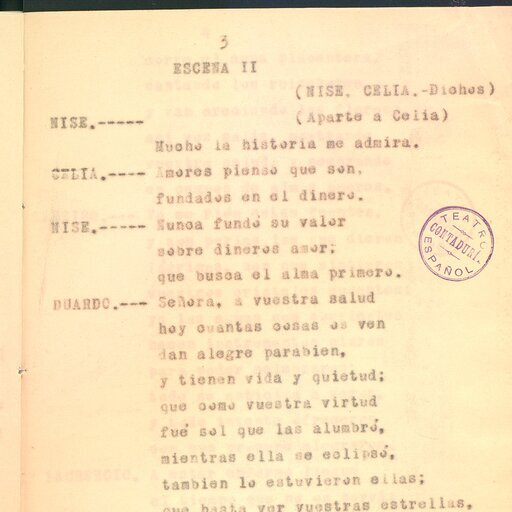 3
ESCENA II
(NISE. CELIA.-Dichos)
NISE.----- (Aparte a Celia)
Mucho la historia me admira.
CELIA.---- Amores pienso que son,
fundados en el dinero.
NISE.----- Nunca fundó su valor
sobre dineros amor;
que busca el alma primero.
DUARDO.--- Señora, a vuestra salud
hoy cuantas cosas os ven
dan alegre parabien,
y tienen vida y quietud;
que como vuestra virtud
fué sol que las alumbró,
mientras ella se eclipsó,
tambien lo estuvieron ellas;
que hasta ver vuestras estrellas,
TEATRO ESPAÑOL
CONTADURI